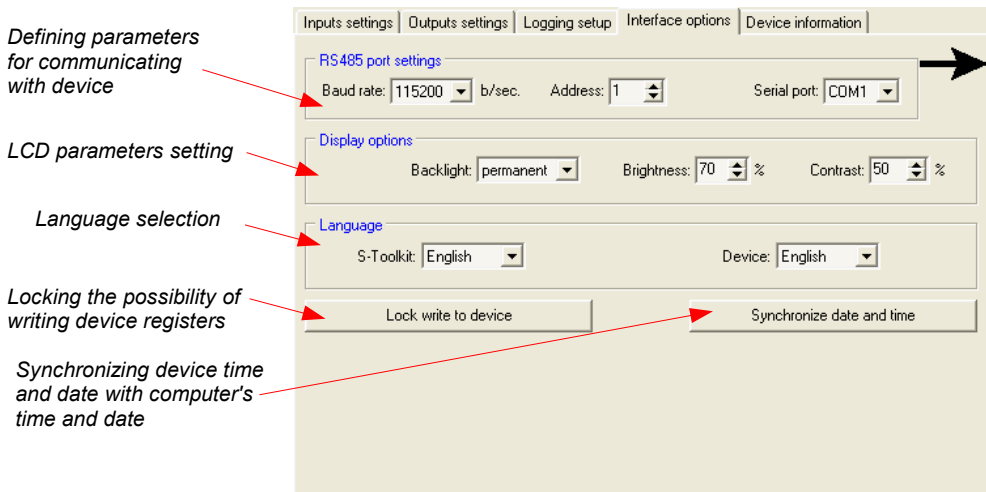 Inputs settings Outputs settings Logging setup Interface options Device information
Defining parameters
for communicating
with device
RS485 port settings
Baud rate: 115200 b/sec. Address: 1 Serial port: COM1
LCD parameters setting
Display options
Backlight: permanent Brightness: 70 % Contrast: 50 %
Language selection
Language
S-Toolkit: English Device: English
Locking the possibility of
writing device registers
Lock write to device Synchronize date and time
Synchronizing device time
and date with computer's
time and date